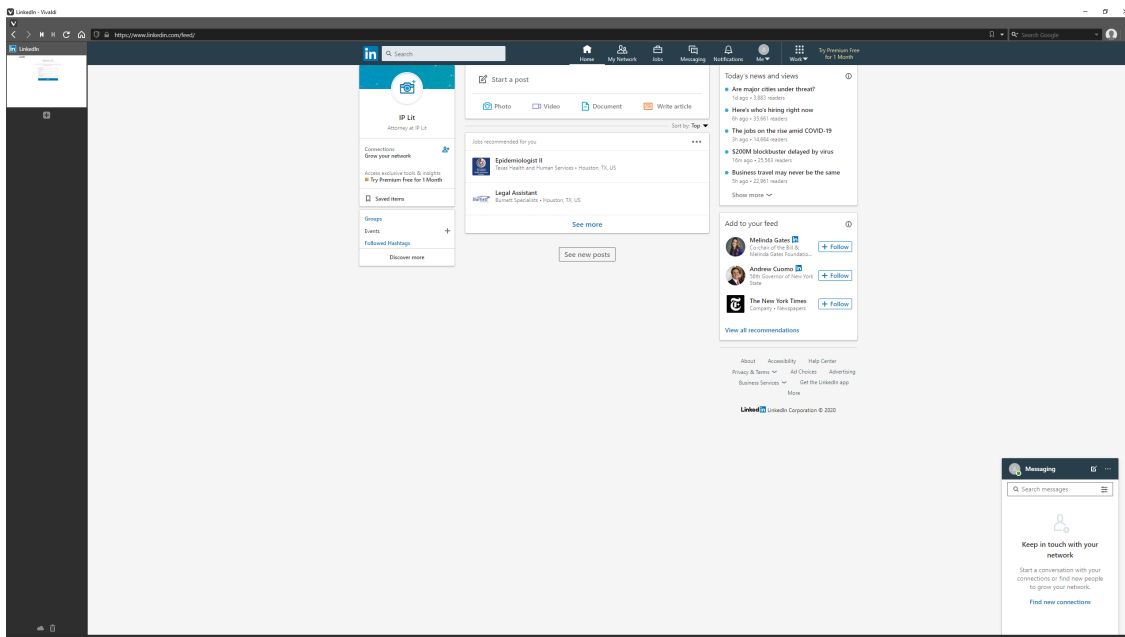 LinkedIn - Vivaldi
https://www.linkedin.com/feed/
Search Google
in LinkedIn
in
Search
Home
My Network
Jobs
Messaging
Notifications
Me
Work
Try Premium Free
for 1 Month
IP Lit
Attorney at IP Lit
Connections
Grow your network
Access exclusive tools & insights
Try Premium Free for 1 Month
Saved items
Groups
Events
Followed Hashtags
Discover more
Start a post
Photo
Video
Document
Write article
Sort by: Top
Jobs recommended for you
Epidemiologist II
Texas Health and Human Services • Houston, TX, US
Legal Assistant
Burnett Specialists • Houston, TX, US
See more
See new posts
Today's news and views
Are major cities under threat?
1d ago • 3,883 readers
Here's who's hiring right now
6h ago • 35,661 readers
The jobs on the rise amid COVID-19
3h ago • 14,664 readers
$200M blockbuster delayed by virus
16m ago • 25,563 readers
Business travel may never be the same
5h ago • 22,961 readers
Show more
Add to your feed
Melinda Gates in
Co-chair of the Bill &
Melinda Gates Foundatio...
+ Follow
Andrew Cuomo in
56th Governor of New York
State
+ Follow
The New York Times
Company • Newspapers
+ Follow
View all recommendations
About Accessibility Help Center
Privacy & Terms Ad Choices Advertising
Business Services Get the LinkedIn app
More
Linked in LinkedIn Corporation © 2020
Messaging
Search messages
Keep in touch with your
network
Start a conversation with your
connections or find new people
to grow your network.
Find new connections